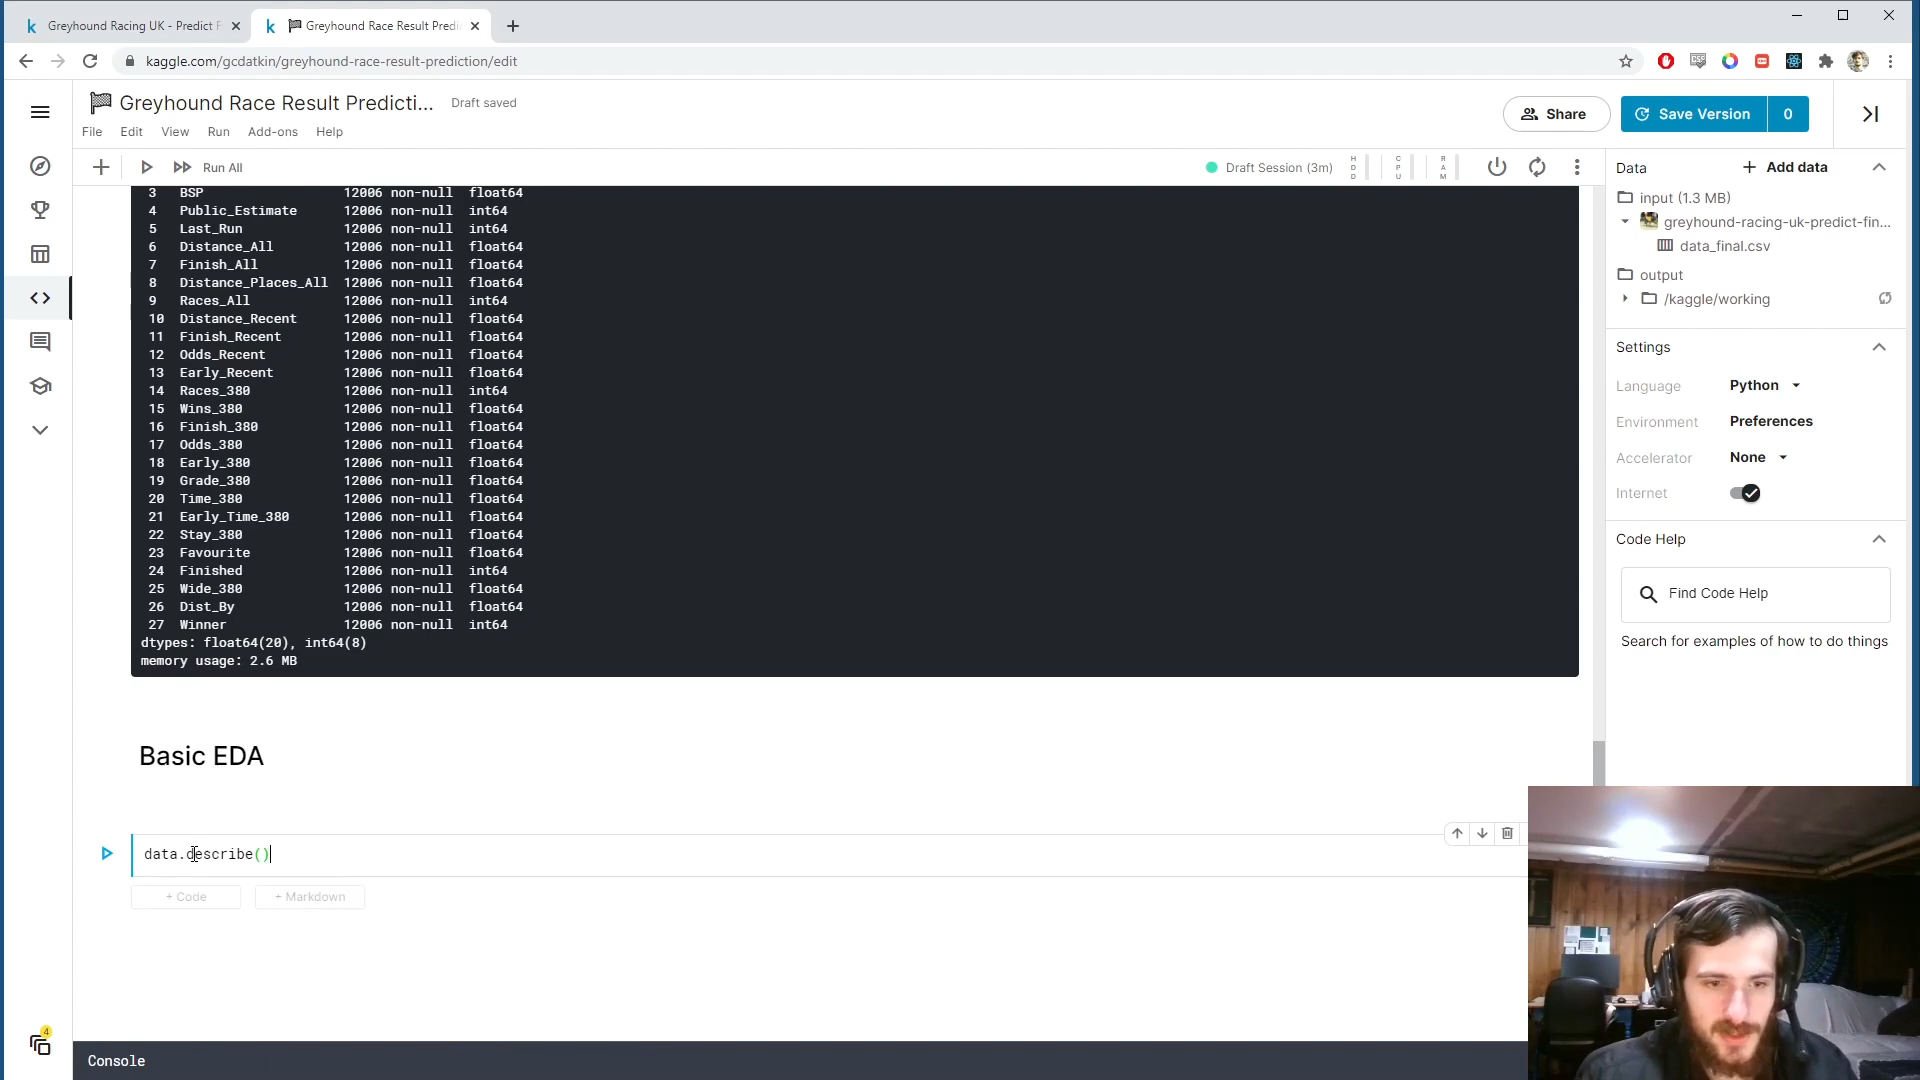 Greyhound Racing UK - Predict F
Greyhound Race Result Predi
kaggle.com/gcdatkin/greyhound-race-result-prediction/edit
Greyhound Race Result Predicti...
Draft saved
File Edit View Run Add-ons Help
Share
Save Version 0
Run All
Draft Session (3m)
HDD
CPU
RAM
3 BSP 12006 non-null float64
4 Public_Estimate 12006 non-null int64
5 Last_Run 12006 non-null int64
6 Distance_All 12006 non-null float64
7 Finish_All 12006 non-null float64
8 Distance_Places_All 12006 non-null float64
9 Races_All 12006 non-null int64
10 Distance_Recent 12006 non-null float64
11 Finish_Recent 12006 non-null float64
12 Odds_Recent 12006 non-null float64
13 Early_Recent 12006 non-null float64
14 Races_380 12006 non-null int64
15 Wins_380 12006 non-null float64
16 Finish_380 12006 non-null float64
17 Odds_380 12006 non-null float64
18 Early_380 12006 non-null float64
19 Grade_380 12006 non-null float64
20 Time_380 12006 non-null float64
21 Early_Time_380 12006 non-null float64
22 Stay_380 12006 non-null float64
23 Favourite 12006 non-null float64
24 Finished 12006 non-null int64
25 Wide_380 12006 non-null float64
26 Dist_By 12006 non-null float64
27 Winner 12006 non-null int64
dtypes: float64(20), int64(8)
memory usage: 2.6 MB
Basic EDA
data.describe()
+ Code
+ Markdown
Console
4
Data
+ Add data
input (1.3 MB)
greyhound-racing-uk-predict-fin...
data_final.csv
output
/kaggle/working
Settings
Language Python
Environment Preferences
Accelerator None
Internet
Code Help
Find Code Help
Search for examples of how to do things